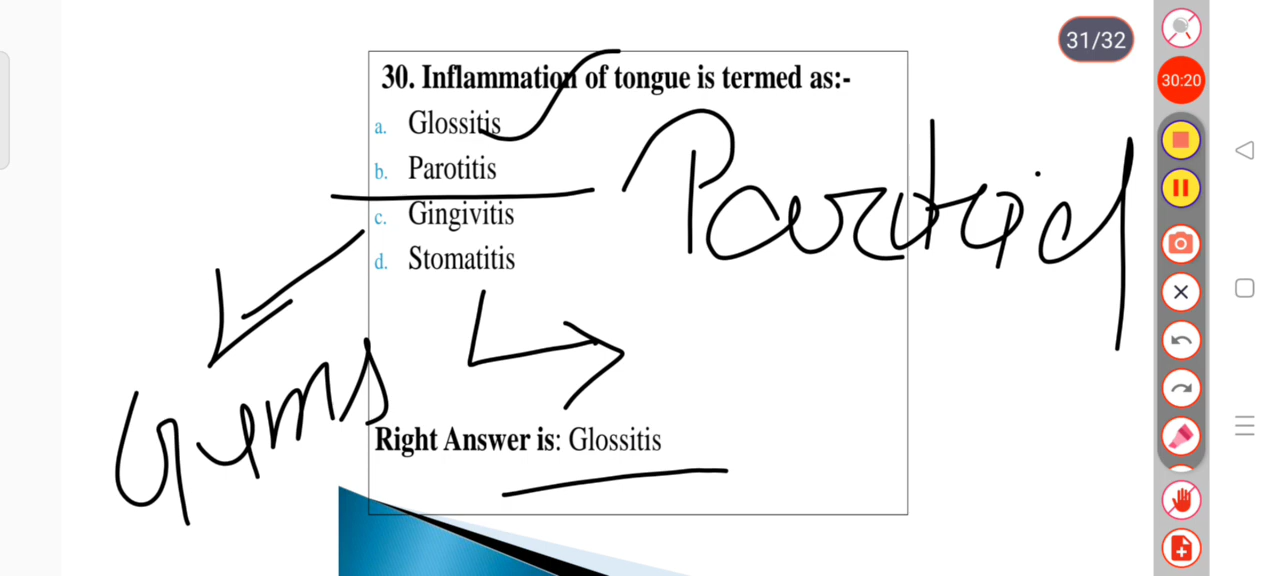 31/32
30:20
30. Inflammation of tongue is termed as:-
a. Glossitis
b. Parotitis
c. Gingivitis
d. Stomatitis
Parotid
Gums
Right Answer is: Glossitis